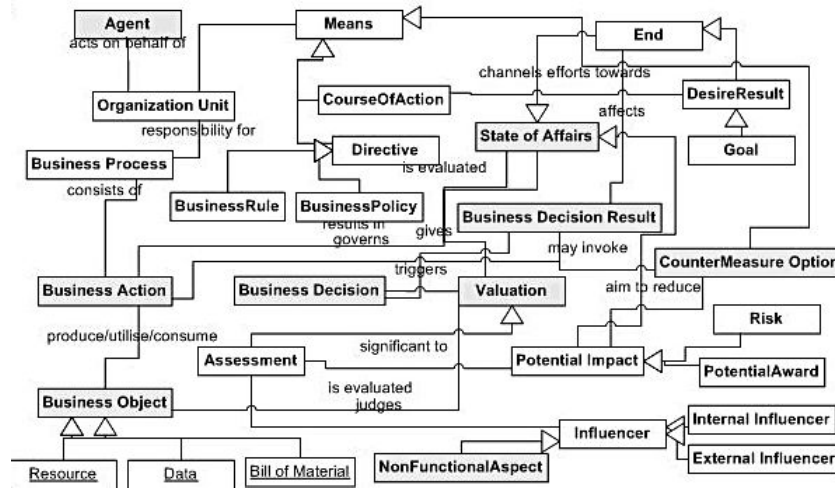 Agent
Means
End
acts on behalf of
channels efforts towards
Organization Unit
CourseOfAction
DesireResult
affects
responsibility for
State of Affairs
Business Process
Directive
is evaluated
Goal
consists of
BusinessRule
BusinessPolicy
Business Decision Result
results in
governs
gives
may invoke
triggers
CounterMeasure Option
Business Action
Business Decision
Valuation
aim to reduce
produce/utilise/consume
significant to
Risk
Assessment
Potential Impact
PotentialAward
is evaluated
judges
Business Object
Internal Influencer
Influencer
External Influencer
NonFunctionalAspect
Resource
Data
Bill of Material